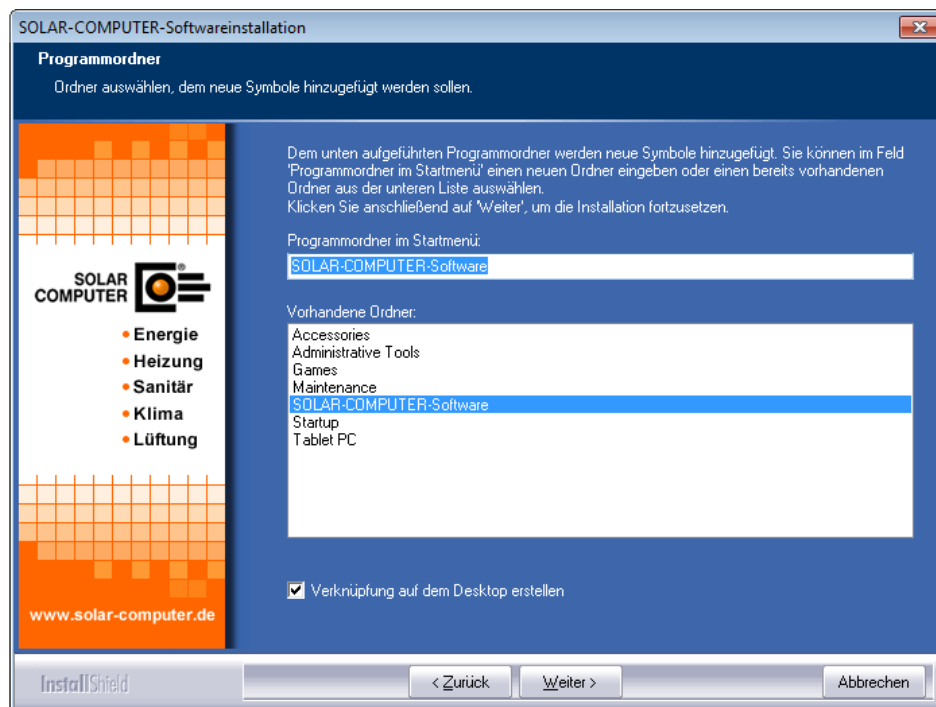 SOLAR-COMPUTER-Softwareinstallation
Programmordner
Ordner auswählen, dem neue Symbole hinzugefügt werden sollen.
Dem unten aufgeführten Programmordner werden neue Symbole hinzugefügt. Sie können im Feld
'Programmordner im Startmenü' einen neuen Ordner eingeben oder einen bereits vorhandenen
Ordner aus der unteren Liste auswählen.
Klicken Sie anschließend auf 'Weiter', um die Installation fortzusetzen.
Programmordner im Startmenü:
SOLAR-COMPUTER-Software
Vorhandene Ordner:
Accessories
Administrative Tools
Games
Maintenance
SOLAR-COMPUTER-Software
Startup
Tablet PC
Verknüpfung auf dem Desktop erstellen
SOLAR
COMPUTER
®
• Energie
• Heizung
• Sanitär
• Klima
• Lüftung
www.solar-computer.de
InstallShield
< Zurück
Weiter >
Abbrechen